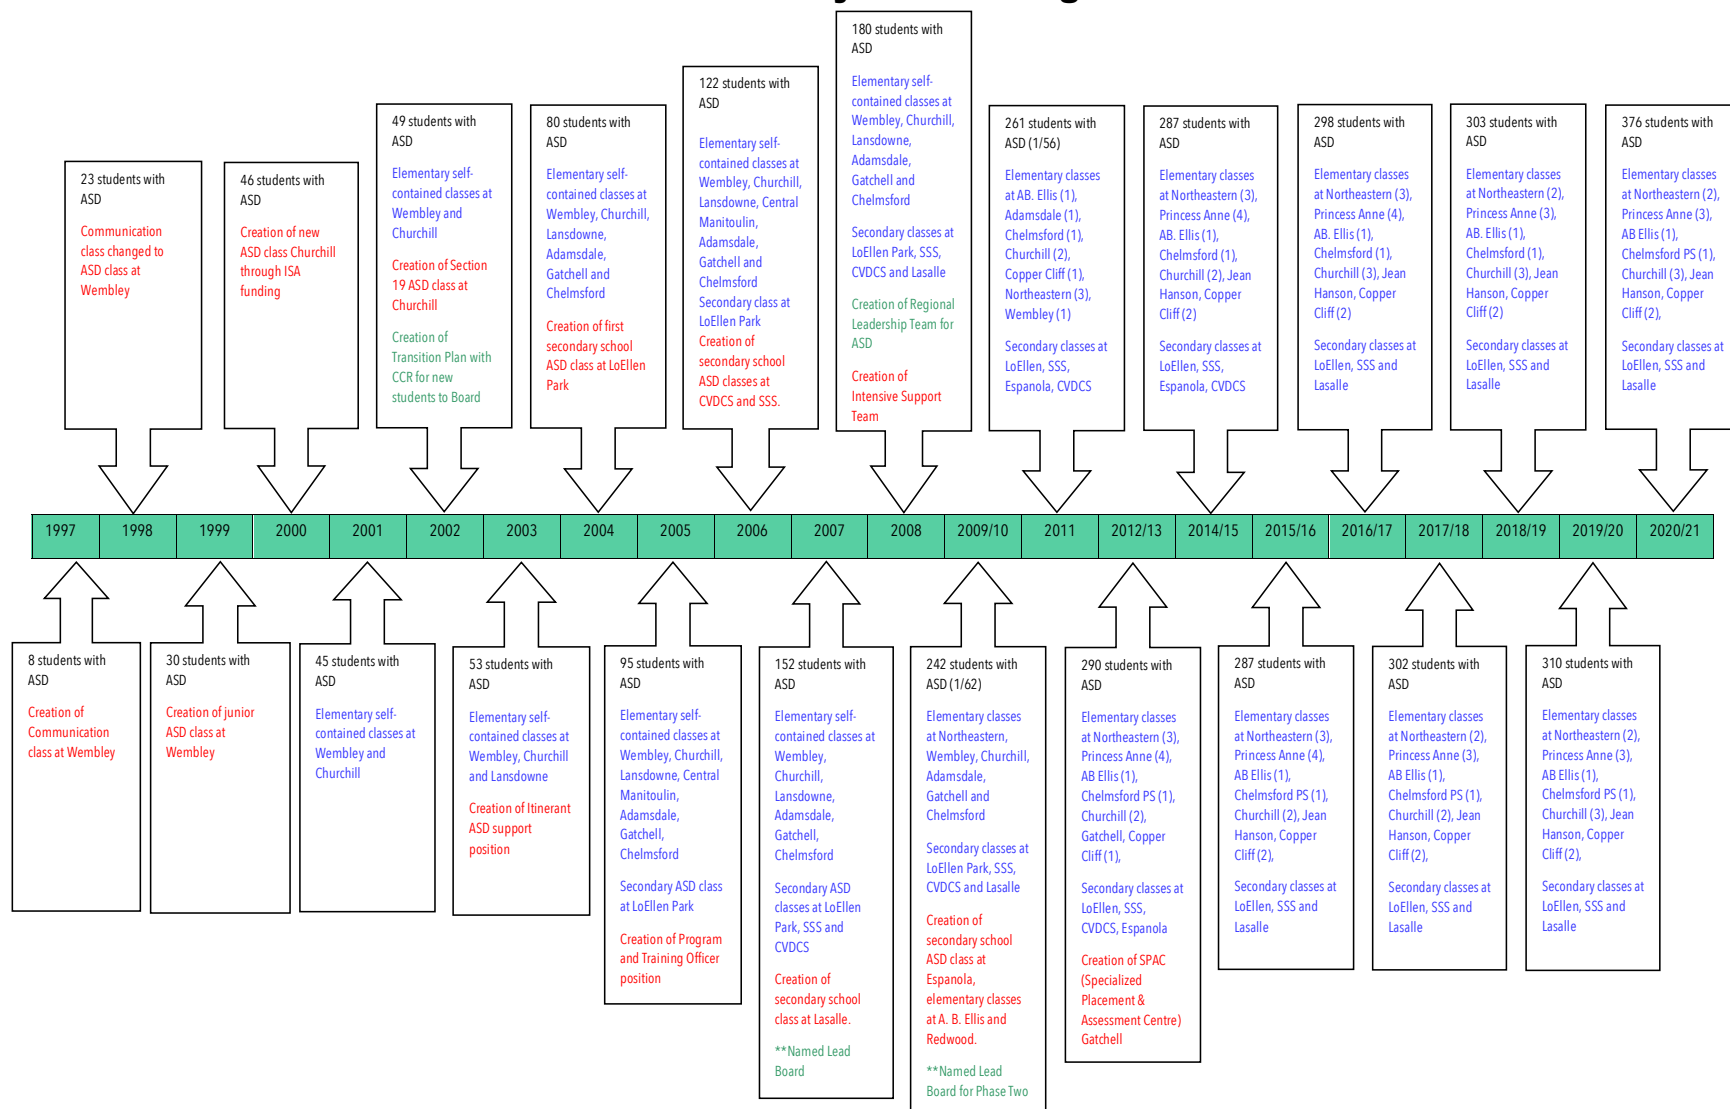 23 students with
ASD
Communication
class changed to
ASD class at
Wembley
46 students with
ASD
Creation of new
ASD class Churchill
through ISA
funding
49 students with
ASD
Elementary self-
contained classes at
Wembley and
Churchill
Creation of Section
19 ASD class at
Churchill
Creation of
Transition Plan with
CCR for new
students to Board
80 students with
ASD
Elementary self-
contained classes at
Wembley, Churchill,
Lansdowne,
Adamsdale,
Gatchell and
Chelmsford
Creation of first
secondary school
ASD class at LoEllen
Park
122 students with
ASD
Elementary self-
contained classes at
Wembley, Churchill,
Lansdowne, Central
Manitoulin,
Adamsdale,
Gatchell and
Chelmsford
Secondary class at
LoEllen Park
Creation of
secondary school
ASD classes at
CVDCS and SSS.
180 students with
ASD
Elementary self-
contained classes at
Wembley, Churchill,
Lansdowne,
Adamsdale,
Gatchell and
Chelmsford
Secondary classes at
LoEllen Park, SSS,
CVDCS and Lasalle
Creation of Regional
Leadership Team for
ASD
Creation of
Intensive Support
Team
261 students with
ASD (1/56)
Elementary classes
at AB. Ellis (1),
Adamsdale (1),
Chelmsford (1),
Churchill (2),
Copper Cliff (1),
Northeastern (3),
Wembley (1)
Secondary classes at
LoEllen, SSS,
Espanola, CVDCS
287 students with
ASD
Elementary classes
at Northeastern (3),
Princess Anne (4),
AB. Ellis (1),
Chelmsford (1),
Churchill (2), Jean
Hanson, Copper
Cliff (2)
Secondary classes at
LoEllen, SSS,
Espanola, CVDCS
298 students with
ASD
Elementary classes
at Northeastern (3),
Princess Anne (4),
AB. Ellis (1),
Chelmsford (1),
Churchill (3), Jean
Hanson, Copper
Cliff (2)
Secondary classes at
LoEllen, SSS and
Lasalle
303 students with
ASD
Elementary classes
at Northeastern (2),
Princess Anne (3),
AB. Ellis (1),
Chelmsford (1),
Churchill (3), Jean
Hanson, Copper
Cliff (2)
Secondary classes at
LoEllen, SSS and
Lasalle
376 students with
ASD
Elementary classes
at Northeastern (2),
Princess Anne (3),
AB Ellis (1),
Chelmsford PS (1),
Churchill (3), Jean
Hanson, Copper
Cliff (2),
Secondary classes at
LoEllen, SSS and
Lasalle
1997 1998 1999 2000 2001 2002 2003 2004 2005 2006 2007 2008 2009/10 2011 2012/13 2014/15 2015/16 2016/17 2017/18 2018/19 2019/20 2020/21
8 students with
ASD
Creation of
Communication
class at Wembley
30 students with
ASD
Creation of junior
ASD class at
Wembley
45 students with
ASD
Elementary self-
contained classes at
Wembley and
Churchill
53 students with
ASD
Elementary self-
contained classes at
Wembley, Churchill
and Lansdowne
Creation of Itinerant
ASD support
position
95 students with
ASD
Elementary self-
contained classes at
Wembley, Churchill,
Lansdowne, Central
Manitoulin,
Adamsdale,
Gatchell,
Chelmsford
Secondary ASD class
at LoEllen Park
Creation of Program
and Training Officer
position
152 students with
ASD
Elementary self-
contained classes at
Wembley,
Churchill,
Lansdowne,
Adamsdale,
Gatchell,
Chelmsford
Secondary ASD
classes at LoEllen
Park, SSS and
CVDCS
Creation of
secondary school
class at Lasalle.
**Named Lead
Board
242 students with
ASD (1/62)
Elementary classes
at Northeastern,
Wembley, Churchill,
Adamsdale,
Gatchell and
Chelmsford
Secondary classes at
LoEllen Park, SSS,
CVDCS and Lasalle
Creation of
secondary school
ASD class at
Espanola,
elementary classes
at A. B. Ellis and
Redwood.
**Named Lead
Board for Phase Two
290 students with
ASD
Elementary classes
at Northeastern (3),
Princess Anne (4),
AB Ellis (1),
Chelmsford PS (1),
Churchill (2),
Gatchell, Copper
Cliff (1),
Secondary classes at
LoEllen, SSS,
CVDCS, Espanola
Creation of SPAC
(Specialized
Placement &
Assessment Centre)
Gatchell
287 students with
ASD
Elementary classes
at Northeastern (3),
Princess Anne (4),
AB Ellis (1),
Chelmsford PS (1),
Churchill (2), Jean
Hanson, Copper
Cliff (2),
Secondary classes at
LoEllen, SSS and
Lasalle
302 students with
ASD
Elementary classes
at Northeastern (2),
Princess Anne (3),
AB Ellis (1),
Chelmsford PS (1),
Churchill (2), Jean
Hanson, Copper
Cliff (2),
Secondary classes at
LoEllen, SSS and
Lasalle
310 students with
ASD
Elementary classes
at Northeastern (2),
Princess Anne (3),
AB Ellis (1),
Chelmsford PS (1),
Churchill (3), Jean
Hanson, Copper
Cliff (2),
Secondary classes at
LoEllen, SSS and
Lasalle